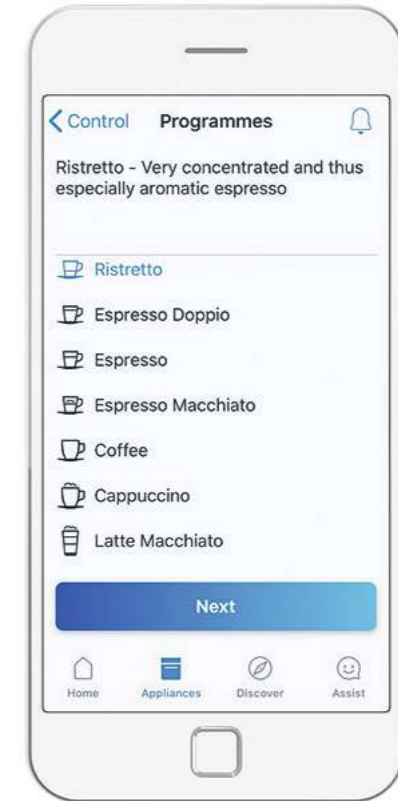 Control Programmes
Ristretto - Very concentrated and thus
especially aromatic espresso
Ristretto
Espresso Doppio
Espresso
Espresso Macchiato
Coffee
Cappuccino
Latte Macchiato
Next
Home Appliances Discover Assist